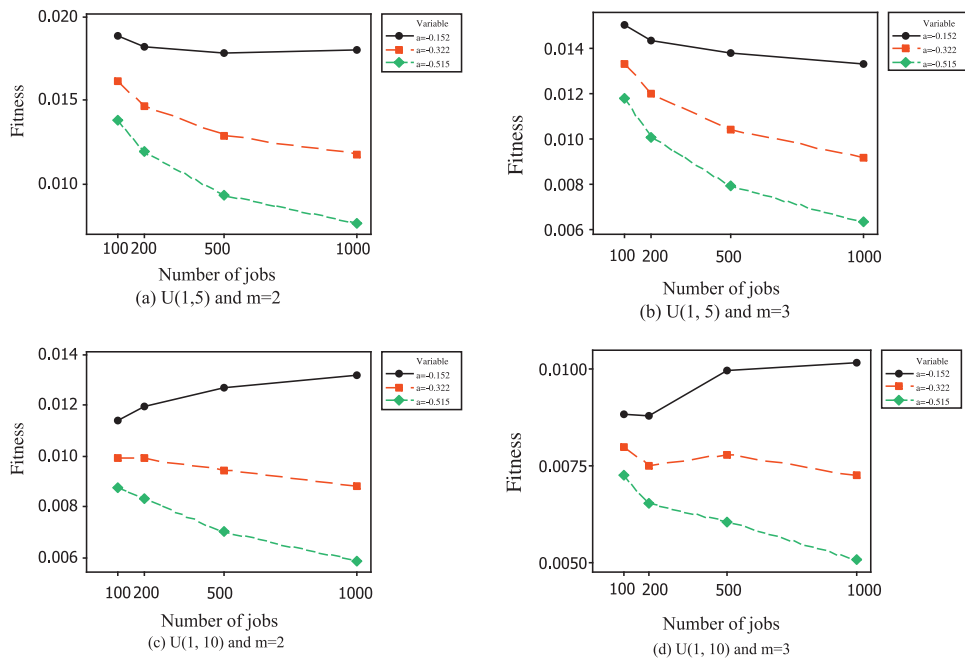 0.020
0.015
0.010
Fitness
100 200 500 1000
Number of jobs
(a) U(1,5) and m=2
Variable
a=-0.152
a=-0.322
a=-0.515
0.014
0.012
0.010
0.008
0.006
Fitness
100 200 500 1000
Number of jobs
(b) U(1, 5) and m=3
Variable
a=-0.152
a=-0.322
a=-0.515
0.014
0.012
0.010
0.008
0.006
Fitness
100 200 500 1000
Number of jobs
(c) U(1, 10) and m=2
Variable
a=-0.152
a=-0.322
a=-0.515
0.0100
0.0075
0.0050
Fitness
100 200 500 1000
Number of jobs
(d) U(1, 10) and m=3
Variable
a=-0.152
a=-0.322
a=-0.515